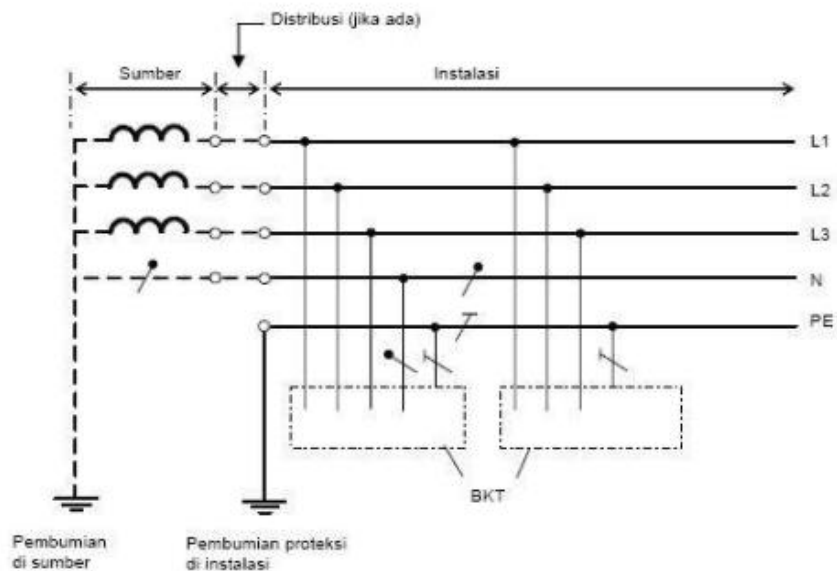 Distribusi (jika ada)
Sumber
Instalasi
L1
L2
L3
N
PE
BKT
Pembumian
di sumber
Pembumian proteksi
di instalasi